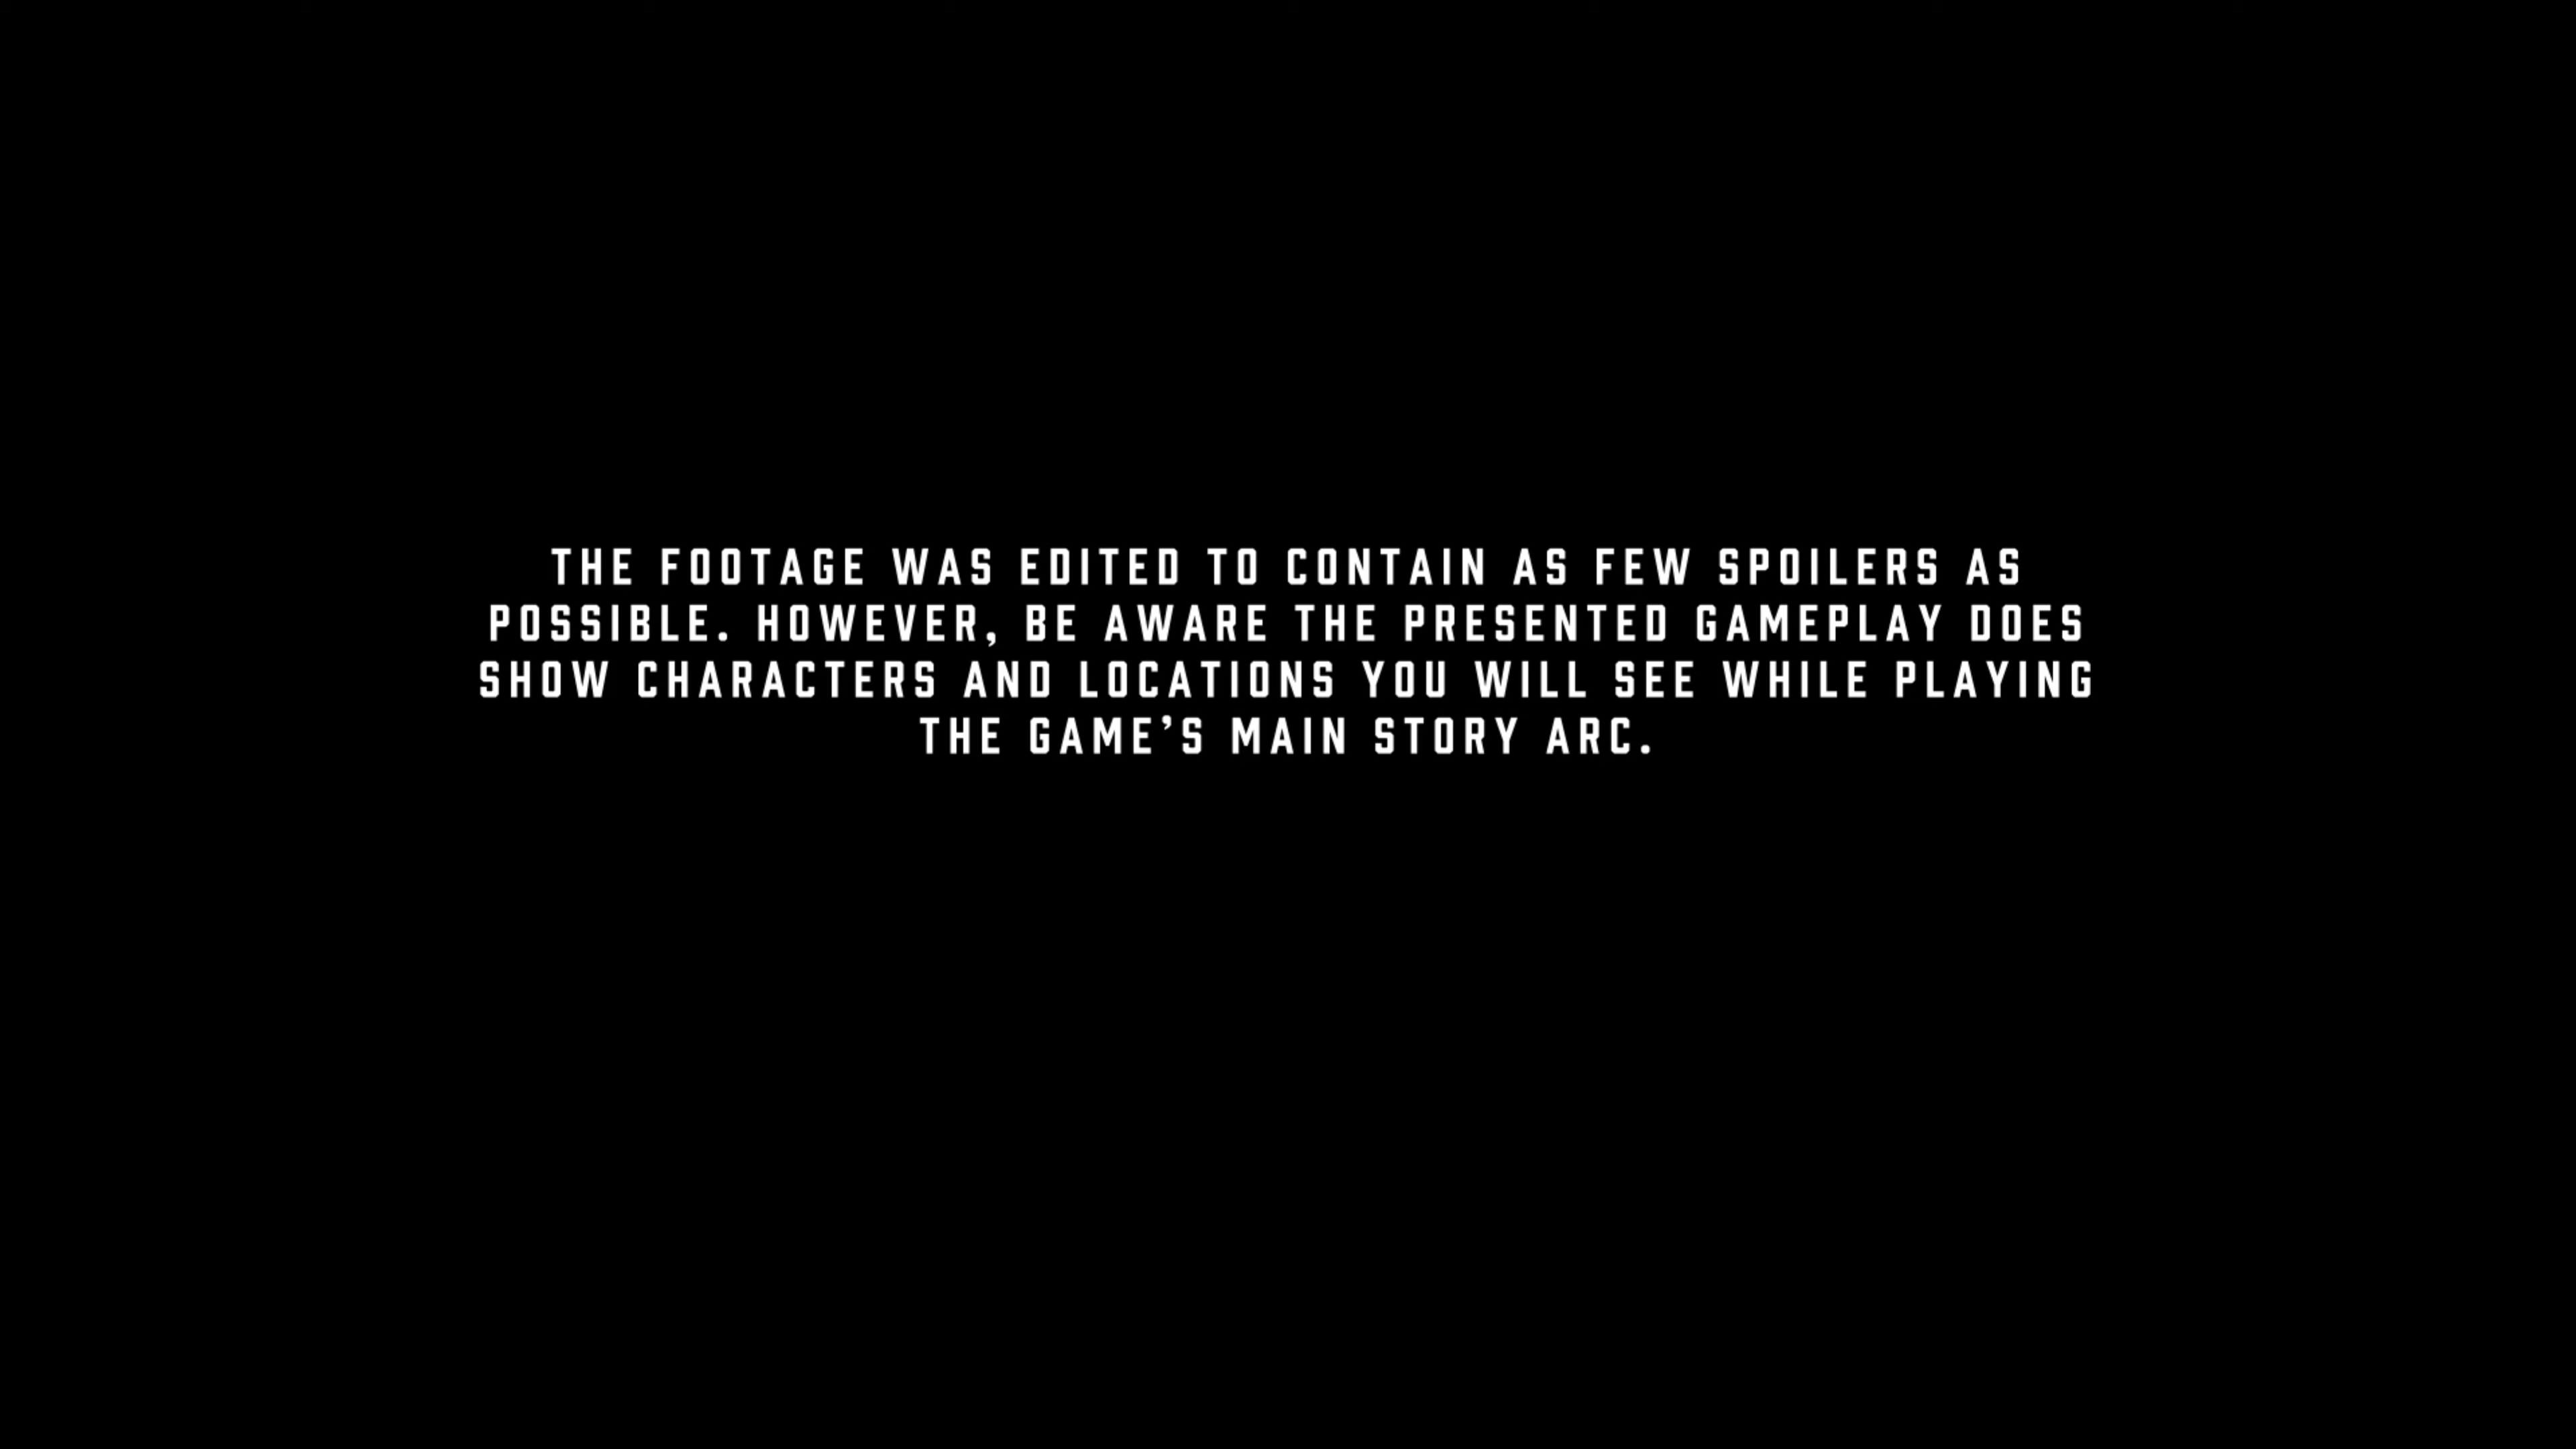 THE FOOTAGE WAS EDITED TO CONTAIN AS FEW SPOILERS AS
POSSIBLE. HOWEVER, BE AWARE THE PRESENTED GAMEPLAY DOES
SHOW CHARACTERS AND LOCATIONS YOU WILL SEE WHILE PLAYING
THE GAME’S MAIN STORY ARC.